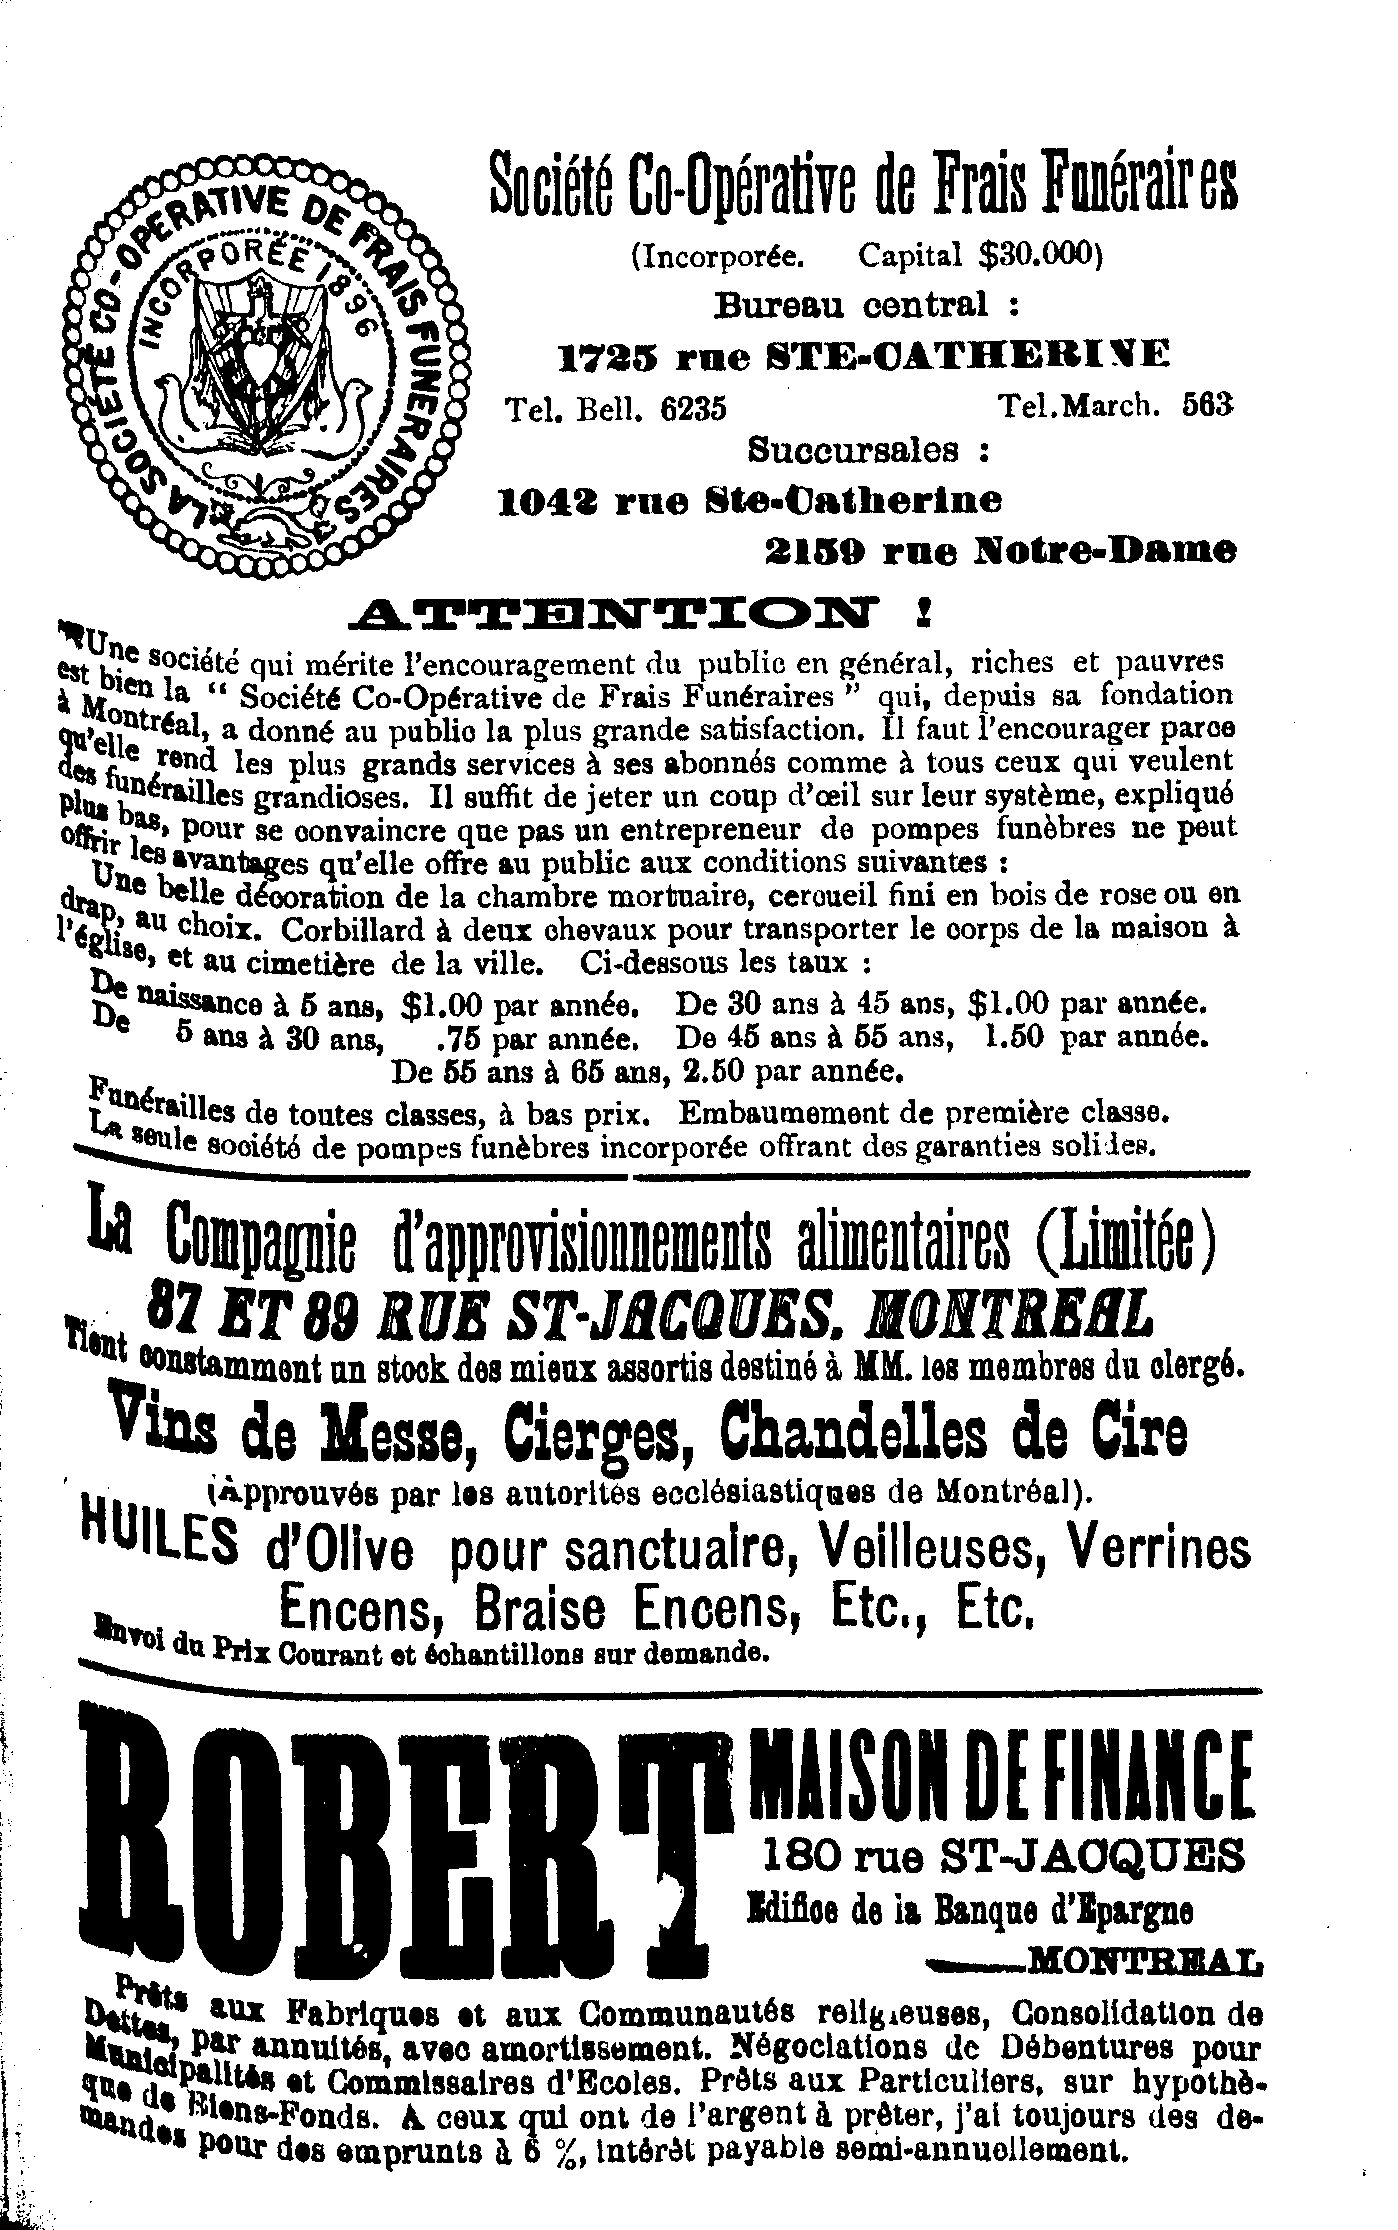 LA SOCIÉTÉ CO-OPERATIVE DE FRAIS FUNERAIRES
INCORPORÉE 1896
Société Co-Opérative de Frais Funéraires
(Incorporée. Capital $30.000)
Bureau central :
1725 rue STE-CATHERINE
Tel. Bell. 6235 Tel.March. 563
Succursales :
1042 rue Ste-Catherine
2159 rue Notre-Dame
ATTENTION !
Une société qui mérite l'encouragement du public en général, riches et pauvres
est bien la " Société Co-Opérative de Frais Funéraires " qui, depuis sa fondation
à Montréal, a donné au public la plus grande satisfaction. Il faut l'encourager parce
qu'elle rend les plus grands services à ses abonnés comme à tous ceux qui veulent
des funérailles grandioses. Il suffit de jeter un coup d'œil sur leur système, expliqué
plus bas, pour se convaincre que pas un entrepreneur de pompes funèbres ne peut
offrir les avantages qu'elle offre au public aux conditions suivantes :
Une belle décoration de la chambre mortuaire, cercueil fini en bois de rose ou en
drap, au choix. Corbillard à deux chevaux pour transporter le corps de la maison à
l'église, et au cimetière de la ville. Ci-dessous les taux :
De naissance à 5 ans, $1.00 par année. De 30 ans à 45 ans, $1.00 par année.
De 5 ans à 30 ans, .75 par année. De 45 ans à 55 ans, 1.50 par année.
De 55 ans à 65 ans, 2.50 par année.
Funérailles de toutes classes, à bas prix. Embaumement de première classe.
La seule société de pompes funèbres incorporée offrant des garanties solides.
La Compagnie d'approvisionnements alimentaires (Limitée)
87 ET 89 RUE ST-JACQUES. MONTREAL
Tient constamment un stock des mieux assortis destiné à MM. les membres du clergé.
Vins de Messe, Cierges, Chandelles de Cire
(Approuvés par les autorités ecclésiastiques de Montréal).
HUILES d'Olive pour sanctuaire, Veilleuses, Verrines
Encens, Braise Encens, Etc., Etc.
Envoi du Prix Courant et échantillons sur demande.
ROBERT MAISON DE FINANCE
180 rue ST-JACQUES
Edifice de la Banque d'Epargne
MONTREAL
Prêts aux Fabriques et aux Communautés religieuses, Consolidation de
Dettes, par annuités, avec amortissement. Négociations de Débentures pour
Municipalités et Commissaires d'Ecoles. Prêts aux Particuliers, sur hypothè-
que de Biens-Fonds. A ceux qui ont de l'argent à prêter, j'ai toujours des de-
mandes pour des emprunts à 6 %, intérêt payable semi-annuellement.